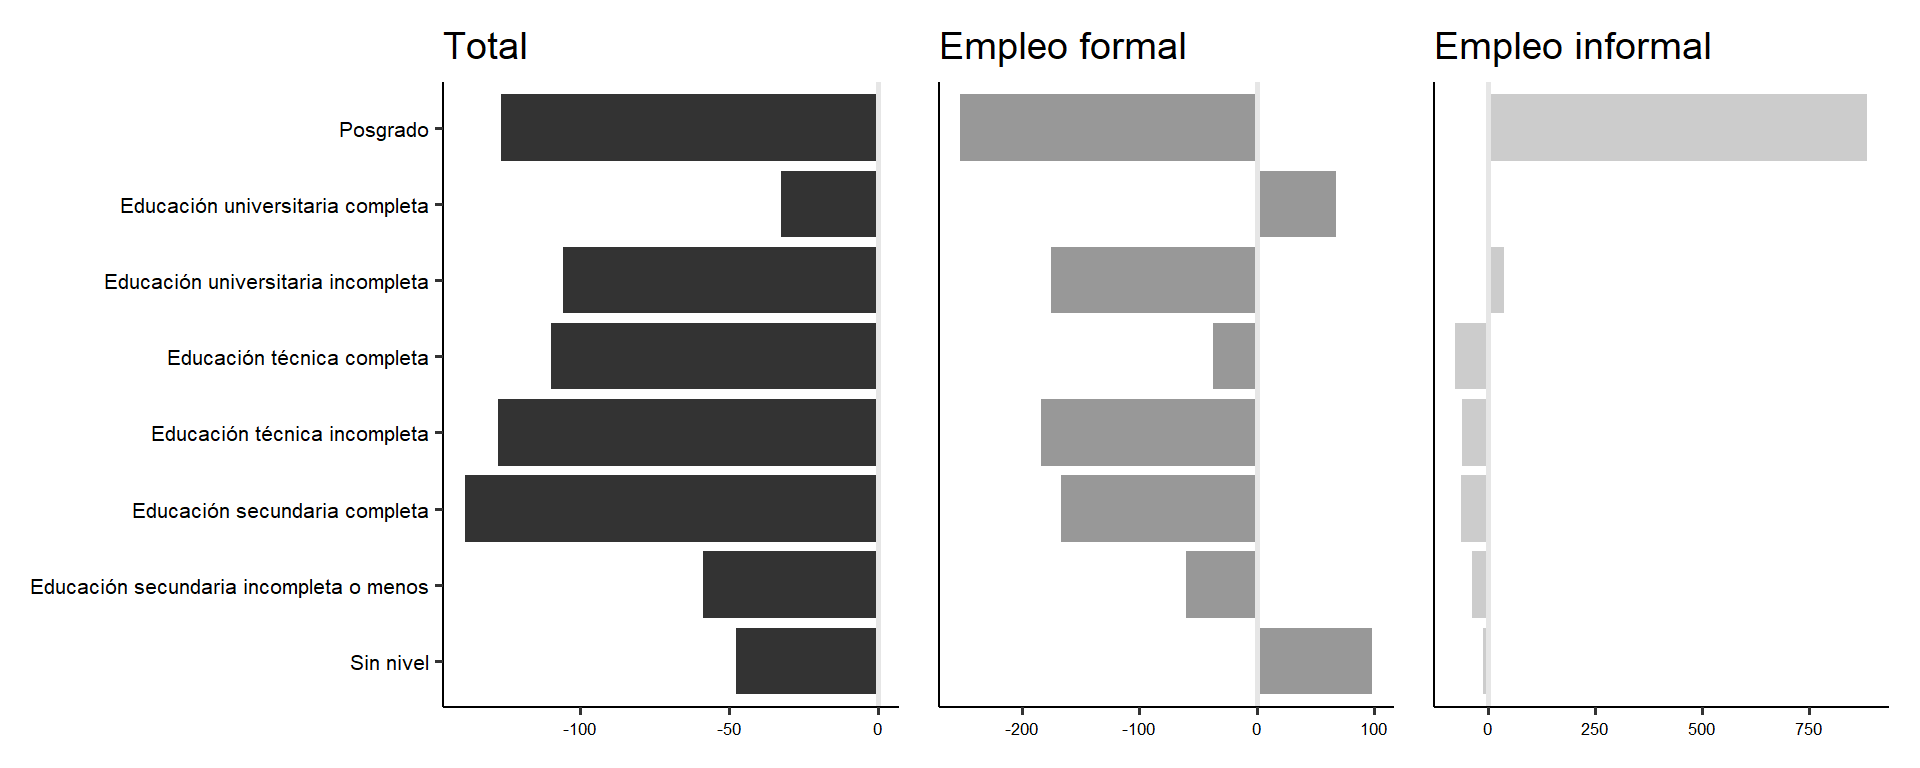 Total
Empleo formal
Empleo informal
Posgrado
Educación universitaria completa
Educación universitaria incompleta
Educación técnica completa
Educación técnica incompleta
Educación secundaria completa
Educación secundaria incompleta o menos
Sin nivel
-100 -50 0
-200 -100 0 100
0 250 500 750